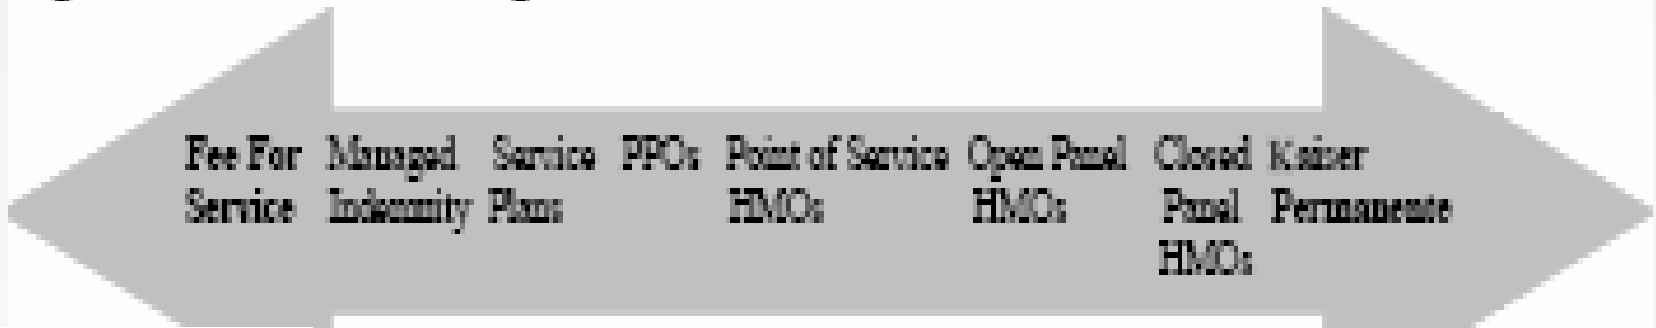 Fee For Managed Service PPOs Point of Service Open Panel Closed Kaiser
Service Indemnity Plans HMOs HMOs Panel Permanente
HMOs